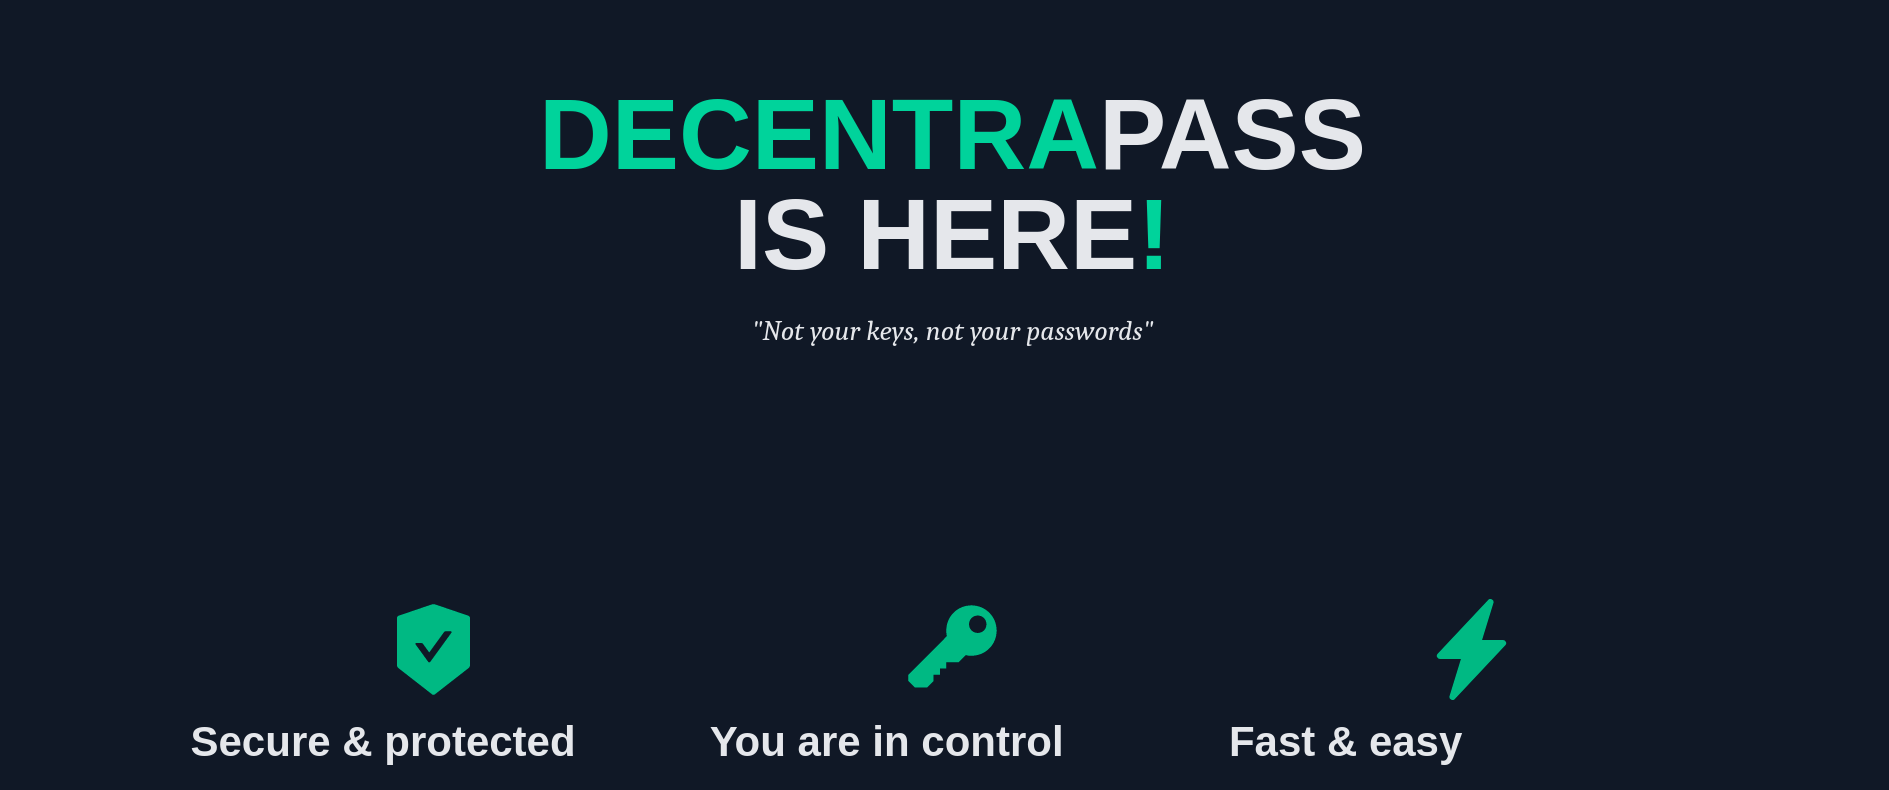 DECENTRAPASS
IS HERE!
"Not your keys, not your passwords"
Secure & protected
You are in control
Fast & easy